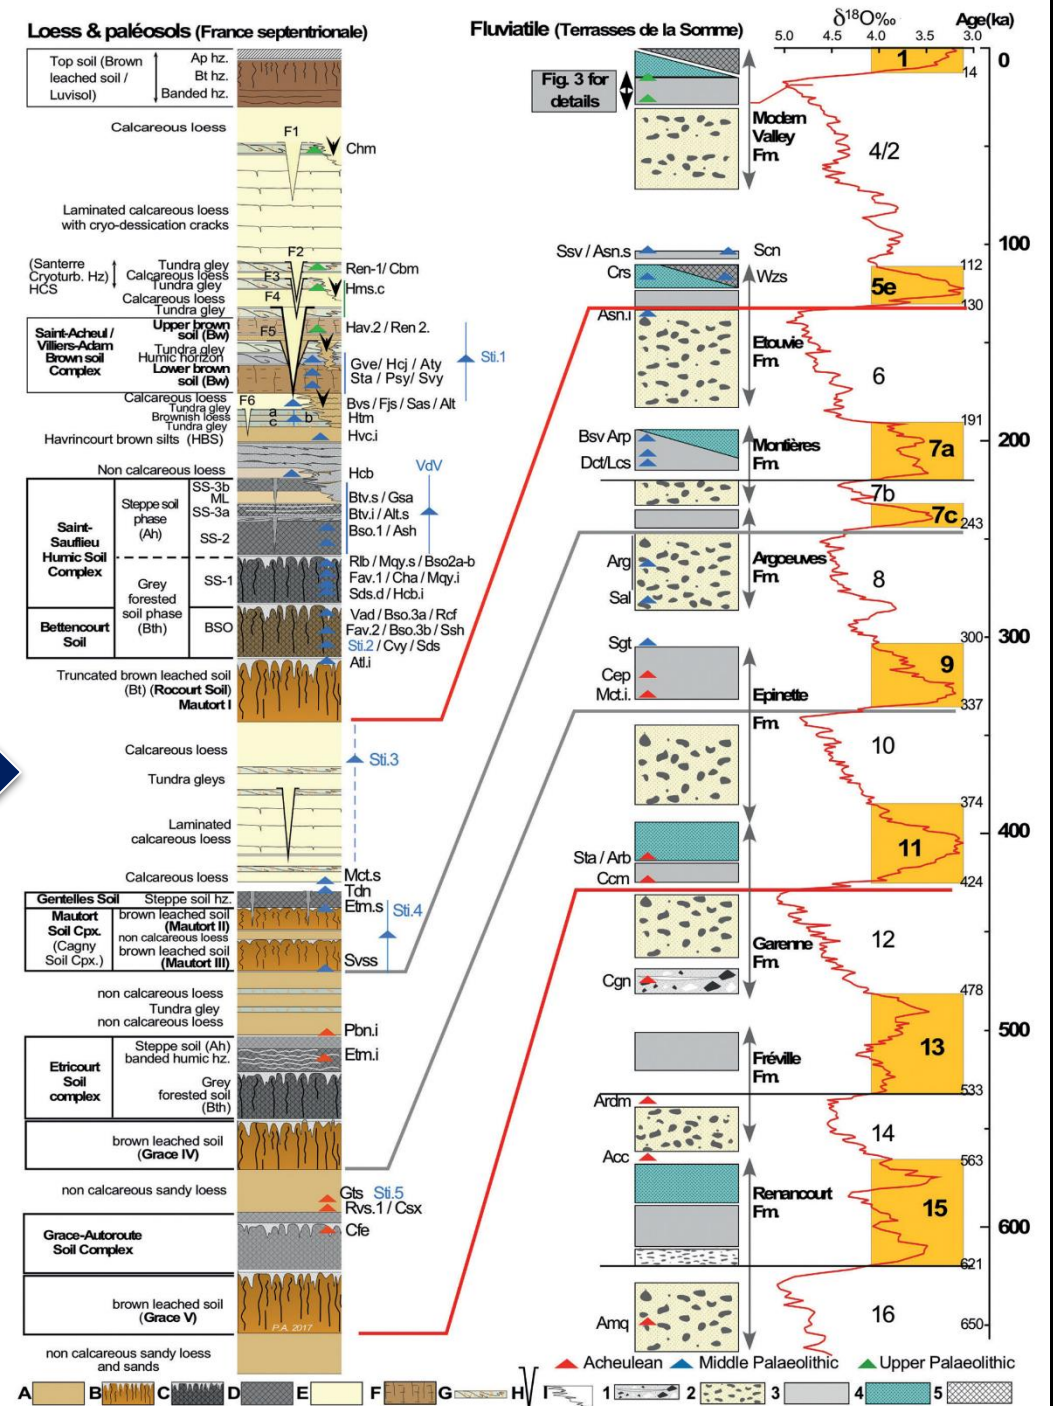 Loess & paléosols (France septentrionale)
Top soil (Brown
leached soil /
Luvisol)
Ap hz.
Bt hz.
Banded hz.
Calcareous loess
F1
Chm
Laminated calcareous loess
with cryo-dessication cracks
F2
(Santerre
Cryoturb. Hz)
HCS
Tundra gley
Calcareous loess
Tundra gley
Calcareous loess
Tundra gley
F3
F4
Ren-1/ Cbm
Hms.c
Saint-Acheul /
Villiers-Adam
Brown soil
Complex
Upper brown
soil (Bw)
Tundra gley
Humic horizon
Lower brown
soil (Bw)
F5
Hav.2 / Ren 2.
Sti.1
Gve/ Hcj / Aty
Sta / Psy/ Svy
Calcareous loess
Tundra gley
Brownish loess
Tundra gley
F6
a
b
c
Bvs / Fjs / Sas / Alt
Htm
Havrincourt brown silts (HBS)
Hvc.i
Non calcareous loess
Hcb
VdV
Saint-
Sauflieu
Humic Soil
Complex
Steppe soil
phase
(Ah)
SS-3b
ML
SS-3a
SS-2
Btv.s / Gsa
Btv.i / Alt.s
Bso.1 / Ash
Grey
forested
soil phase
(Bth)
SS-1
Rlb / Mqy.s / Bso2a-b
Fav.1 / Cha / Mqy.i
Sds.d / Hcb.i
Bettencourt
Soil
BSO
Vad / Bso.3a / Rcf
Fav.2 / Bso.3b / Ssh
Sti.2 / Cvy / Sds
Atl.i
Truncated brown leached soil
(Bt) (Rocourt Soil)
Mautort I
Calcareous loess
Sti.3
Tundra gleys
Laminated
calcareous loess
Calcareous loess
Mct.s
Tdn
Gentelles Soil
Steppe soil hz.
Etm.s
Sti.4
Mautort
Soil Cpx.
(Cagny
Soil Cpx.)
brown leached soil
(Mautort II)
non calcareous loess
brown leached soil
(Mautort III)
Svss
non calcareous loess
Tundra gley
non calcareous loess
Pbn.i
Etricourt
Soil
complex
Steppe soil (Ah)
banded humic hz.
Etm.i
Grey
forested soil
(Bth)
brown leached soil
(Grace IV)
non calcareous sandy loess
Gts Sti.5
Rvs.1 / Csx
Cfe
Grace-Autoroute
Soil Complex
brown leached soil
(Grace V)
P.A. 2017
non calcareous sandy loess
and sands
Fluviatile (Terrasses de la Somme)
Fig. 3 for
details
Modern
Valley
Fm.
Ssv / Asn.s
Scn
Crs
Wzs
Asn.i
Etouvie
Fm.
Bsv Arp
Dct/Lcs
Montières
Fm.
Arg
Sal
Argoeuves
Fm.
Sgt
Cep
Mct.i.
Epinette
Fm.
Sta / Arb
Ccm
Garenne
Fm.
Cgn
Fréville
Fm.
Ardm
Acc
Renancourt
Fm.
Amq
δ18O‰
Age(ka)
5.0 4.5 4.0 3.5 3.0
1
0
14
4/2
100
112
5e
130
6
191
7a
200
7b
7c
243
8
300
300
9
337
10
374
400
11
424
12
478
500
13
533
14
563
15
600
621
16
650
Acheulean
Middle Palaeolithic
Upper Palaeolithic
A B C D E F G H I 1 2 3 4 5